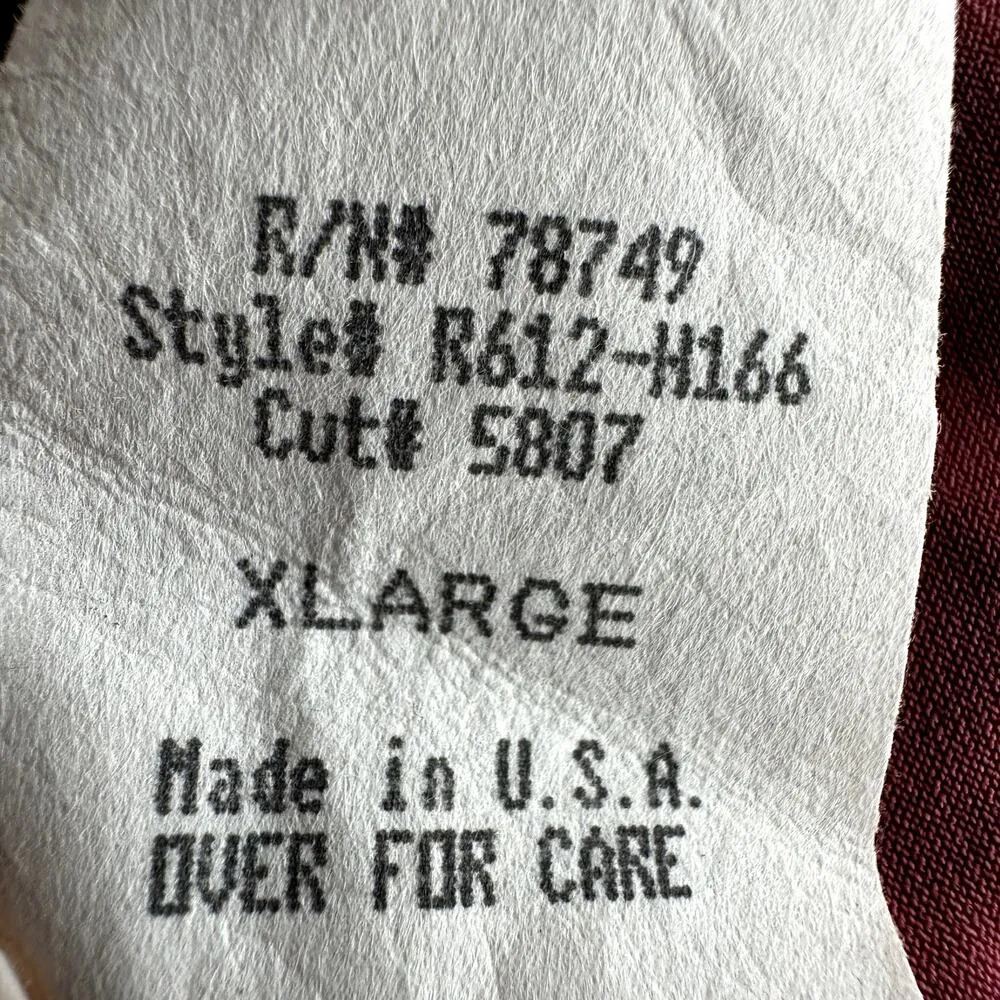 R/N# 78749
Style# R612-H166
Cut# 5807
XLARGE
Made in U.S.A.
OVER FOR CARE